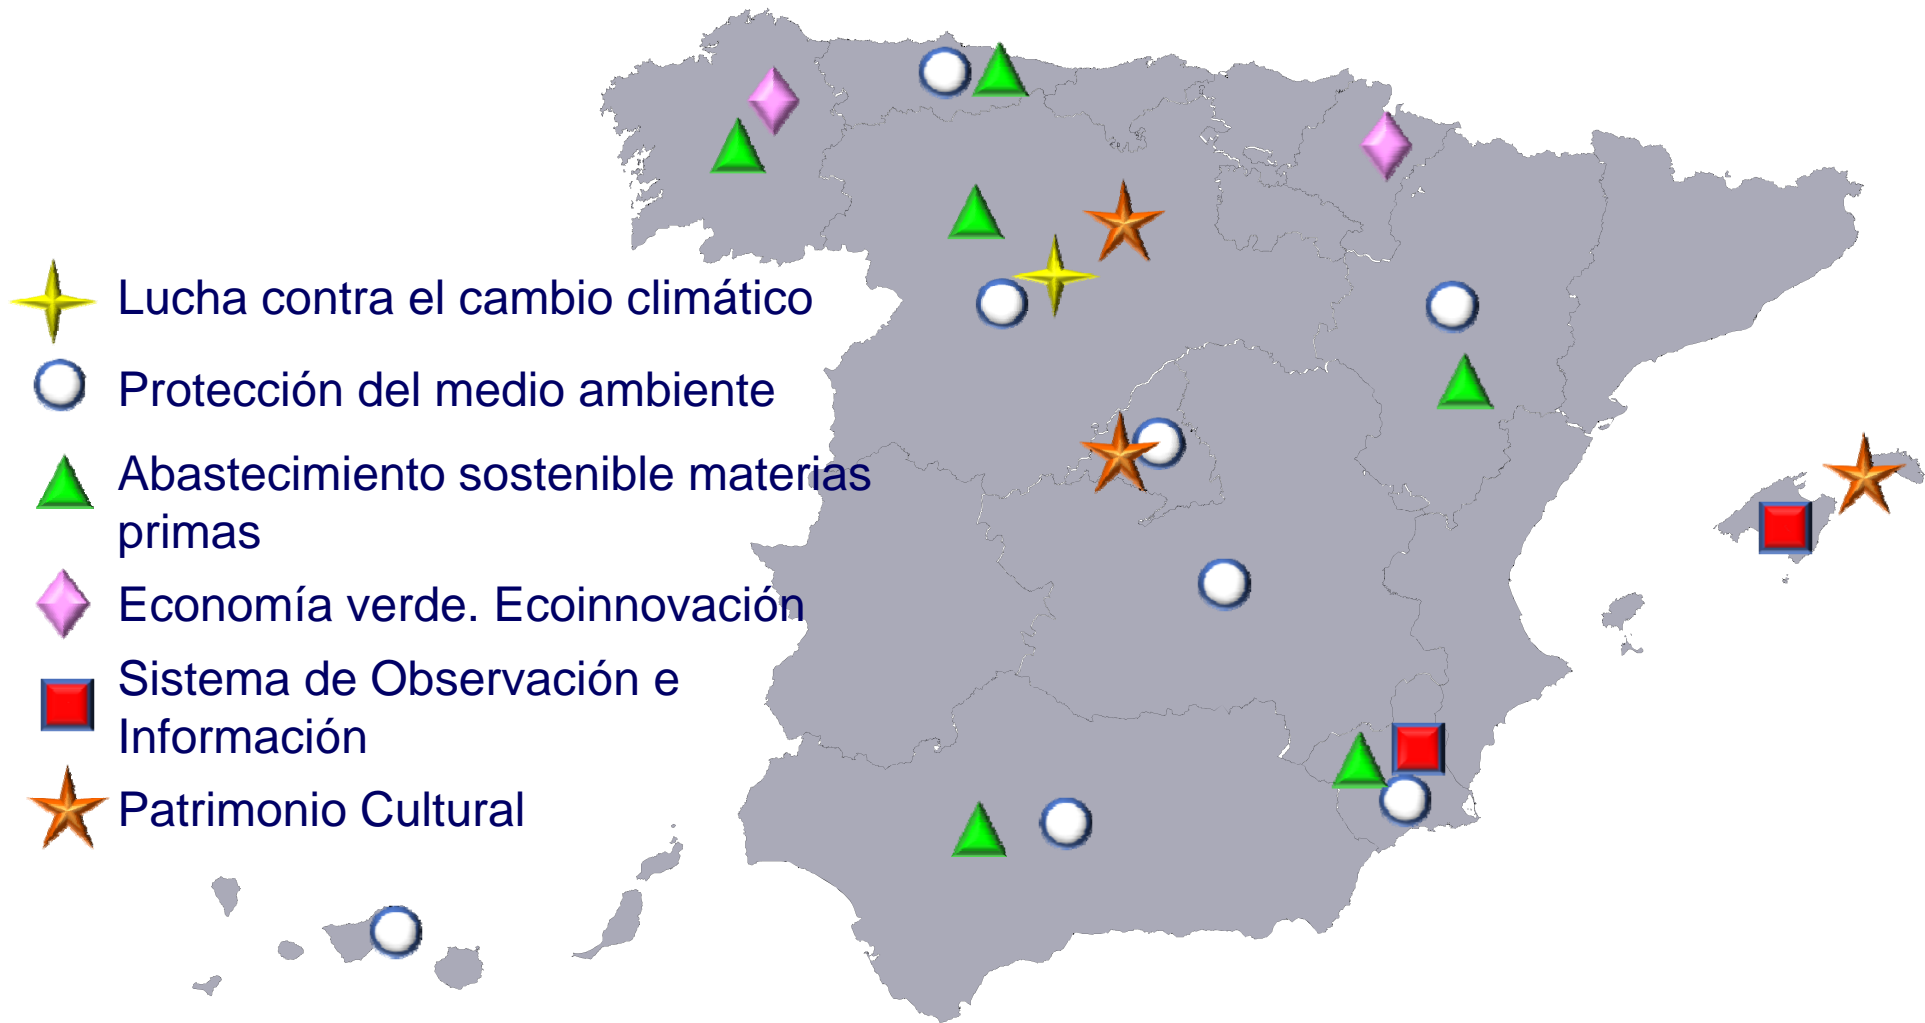 Lucha contra el cambio climático
Protección del medio ambiente
Abastecimiento sostenible materias
primas
Economía verde. Ecoinnovación
Sistema de Observación e
Información
Patrimonio Cultural